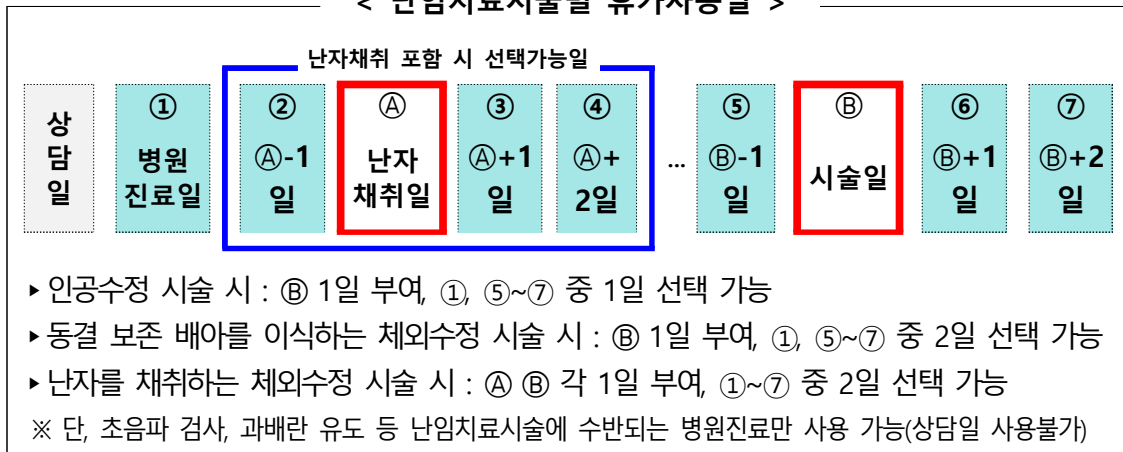 < 난임치료시술별 휴가사용일 >
난자채취 포함 시 선택가능일
상담일
① 병원 진료일
② Ⓐ-1일
Ⓐ 난자 채취일
③ Ⓐ+1일
④ Ⓐ+2일
...
⑤ Ⓑ-1일
Ⓑ 시술일
⑥ Ⓑ+1일
⑦ Ⓑ+2일
▸인공수정 시술 시 : Ⓑ 1일 부여, ①, ⑤~⑦ 중 1일 선택 가능
▸동결 보존 배아를 이식하는 체외수정 시술 시 : Ⓑ 1일 부여, ①, ⑤~⑦ 중 2일 선택 가능
▸난자를 채취하는 체외수정 시술 시 : Ⓐ Ⓑ 각 1일 부여, ①~⑦ 중 2일 선택 가능
※ 단, 초음파 검사, 과배란 유도 등 난임치료시술에 수반되는 병원진료만 사용 가능(상담일 사용불가)